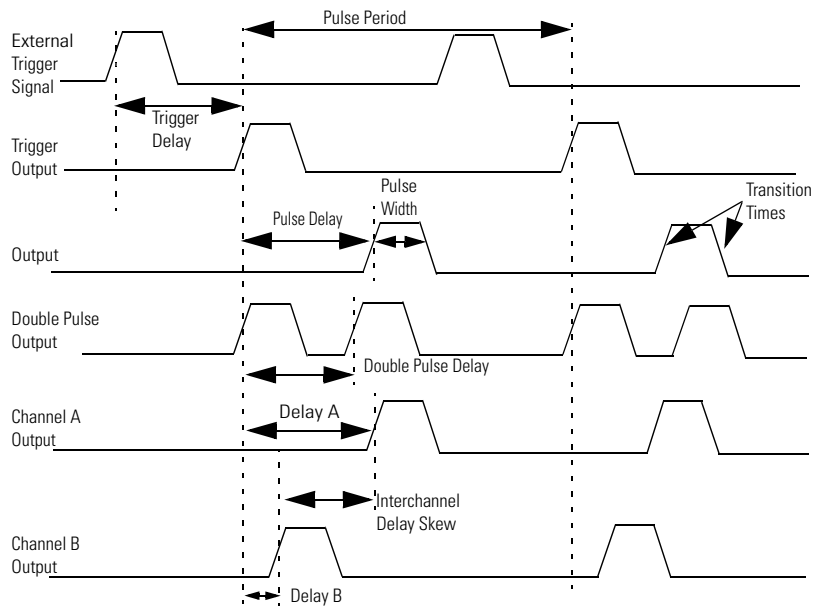 Pulse Period
External
Trigger
Signal
Trigger
Delay
Trigger
Output
Pulse
Width
Transition
Times
Pulse Delay
Output
Double Pulse
Output
Double Pulse Delay
Channel A
Output
Delay A
Interchannel
Delay Skew
Channel B
Output
Delay B